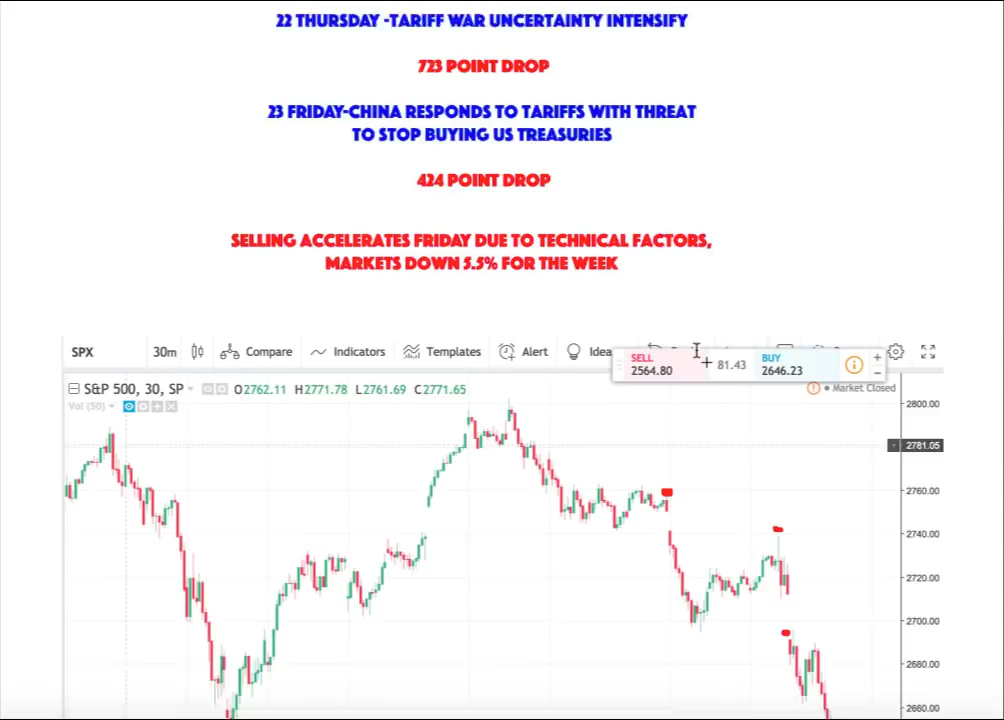 22 THURSDAY -TARIFF WAR UNCERTAINTY INTENSIFY
723 POINT DROP
23 FRIDAY-CHINA RESPONDS TO TARIFFS WITH THREAT
TO STOP BUYING US TREASURIES
424 POINT DROP
SELLING ACCELERATES FRIDAY DUE TO TECHNICAL FACTORS,
MARKETS DOWN 5.5% FOR THE WEEK
SPX 30m Compare Indicators Templates Alert Idea
SELL 81.43 BUY
2564.80 2646.23
S&P 500, 30, SP O2762.11 H2771.78 L2761.69 C2771.65
Market Closed
Vol (50)
2800.00
2781.05
2760.00
2740.00
2720.00
2700.00
2680.00
2660.00